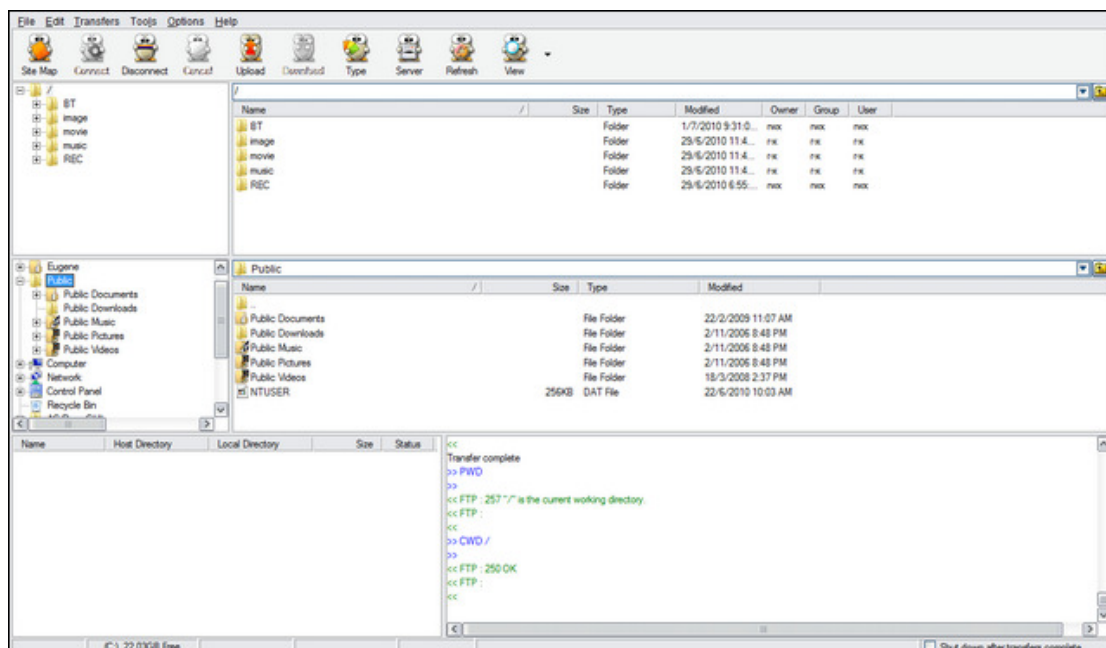 File Edit Transfers Tools Options Help
Site Map Connect Disconnect Cancel Upload Download Type Server Refresh View
/
BT
image
movie
music
REC
/
Name / Size Type Modified Owner Group User
BT Folder 1/7/2010 9:31:0... rwx rwx rwx
image Folder 29/6/2010 11:4... r-x r-x r-x
movie Folder 29/6/2010 11:4... r-x r-x r-x
music Folder 29/6/2010 11:4... r-x r-x r-x
REC Folder 29/6/2010 6:55:... rwx rwx rwx
Eugene
Public
Public Documents
Public Downloads
Public Music
Public Pictures
Public Videos
Computer
Network
Control Panel
Recycle Bin
Public
Name / Size Type Modified
..
Public Documents File Folder 22/2/2009 11:07 AM
Public Downloads File Folder 2/11/2006 8:48 PM
Public Music File Folder 2/11/2006 8:48 PM
Public Pictures File Folder 2/11/2006 8:48 PM
Public Videos File Folder 18/3/2008 2:37 PM
NTUSER 256KB DAT File 22/6/2010 10:03 AM
Name Host Directory Local Directory Size Status
<<
Transfer complete
>> PWD
>>
<< FTP : 257 "/" is the current working directory.
<< FTP :
<<
>> CWD /
>>
<< FTP : 250 OK
<< FTP :
<<
(C:) 22.03GB Free
Shut down after transfers complete